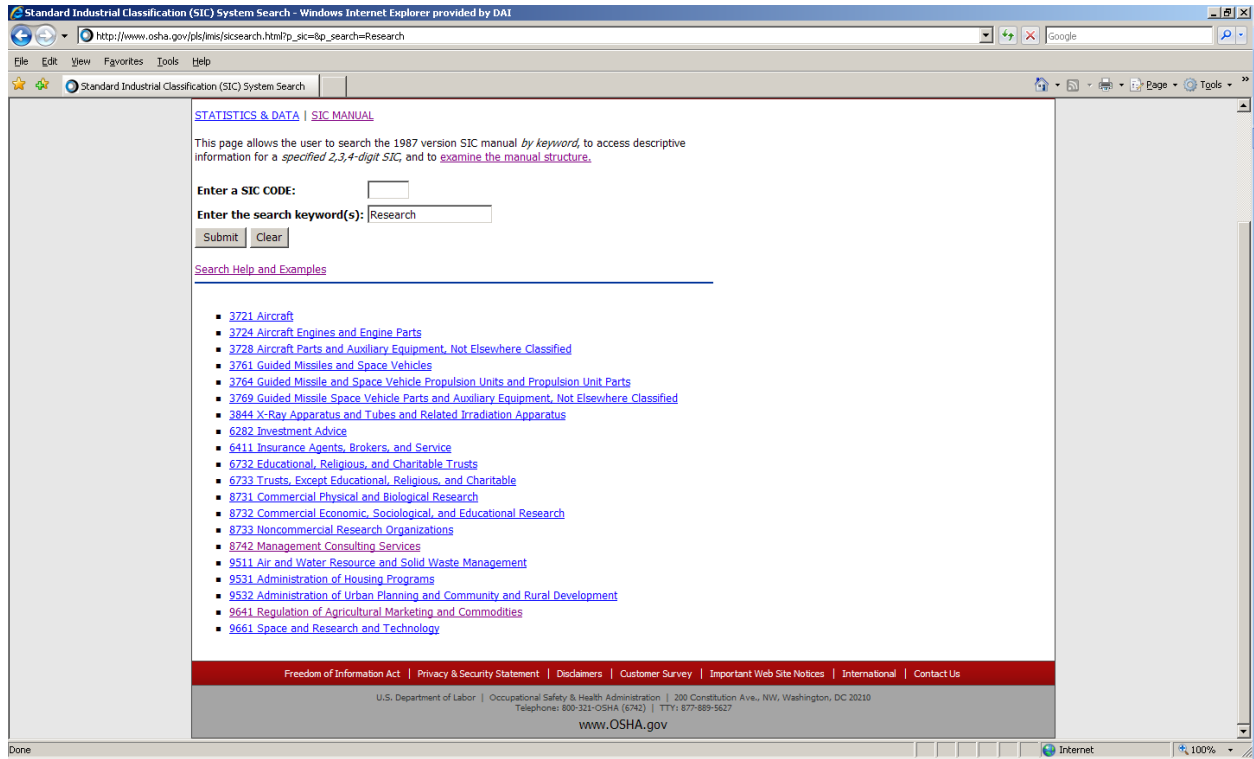 Standard Industrial Classification (SIC) System Search - Windows Internet Explorer provided by DAI
http://www.osha.gov/pls/imis/sicsearch.html?p_sic=&p_search=Research
Google
File Edit View Favorites Tools Help
Standard Industrial Classification (SIC) System Search
Page Tools »
STATISTICS & DATA | SIC MANUAL
This page allows the user to search the 1987 version SIC manual by keyword, to access descriptive
information for a specified 2,3,4-digit SIC, and to examine the manual structure.
Enter a SIC CODE:
Enter the search keyword(s): Research
Submit Clear
Search Help and Examples
3721 Aircraft
3724 Aircraft Engines and Engine Parts
3728 Aircraft Parts and Auxiliary Equipment, Not Elsewhere Classified
3761 Guided Missiles and Space Vehicles
3764 Guided Missile and Space Vehicle Propulsion Units and Propulsion Unit Parts
3769 Guided Missile Space Vehicle Parts and Auxiliary Equipment, Not Elsewhere Classified
3844 X-Ray Apparatus and Tubes and Related Irradiation Apparatus
6282 Investment Advice
6411 Insurance Agents, Brokers, and Service
6732 Educational, Religious, and Charitable Trusts
6733 Trusts, Except Educational, Religious, and Charitable
8731 Commercial Physical and Biological Research
8732 Commercial Economic, Sociological, and Educational Research
8733 Noncommercial Research Organizations
8742 Management Consulting Services
9511 Air and Water Resource and Solid Waste Management
9531 Administration of Housing Programs
9532 Administration of Urban Planning and Community and Rural Development
9641 Regulation of Agricultural Marketing and Commodities
9661 Space and Research and Technology
Freedom of Information Act | Privacy & Security Statement | Disclaimers | Customer Survey | Important Web Site Notices | International | Contact Us
U.S. Department of Labor | Occupational Safety & Health Administration | 200 Constitution Ave., NW, Washington, DC 20210
Telephone: 800-321-OSHA (6742) | TTY: 877-889-5627
www.OSHA.gov
Done Internet 100%